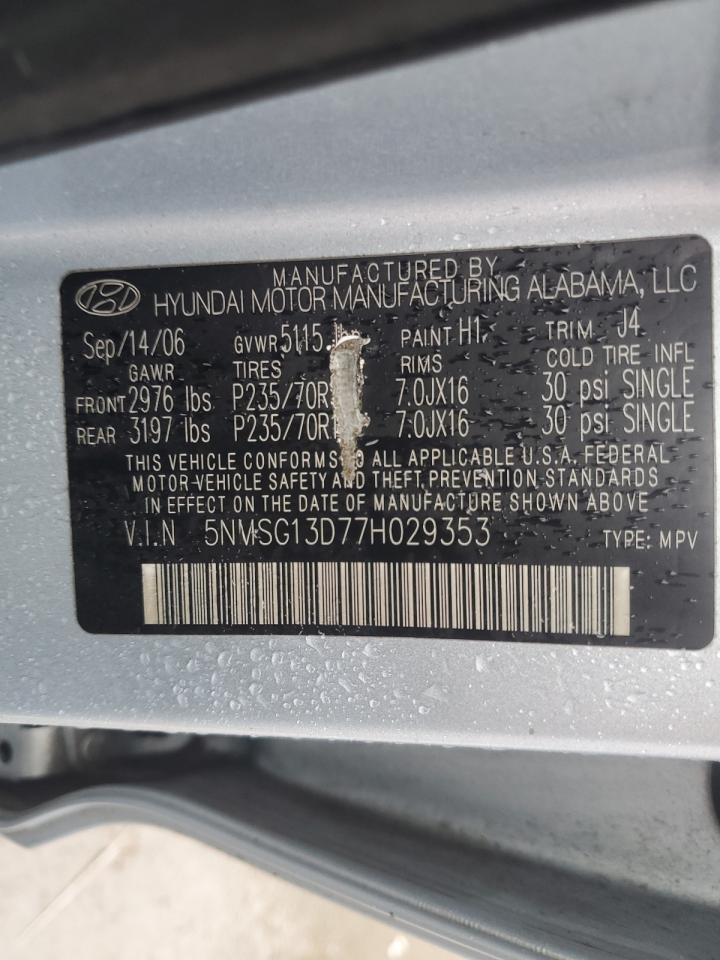 MANUFACTURED BY
HYUNDAI MOTOR MANUFACTURING ALABAMA, LLC
Sep/14/06 GVWR 5115 PAINT H1 TRIM J4
GAWR TIRES RIMS COLD TIRE INFL
FRONT 2976 lbs P235/70R 7.0JX16 30 psi SINGLE
REAR 3197 lbs P235/70R 7.0JX16 30 psi SINGLE
THIS VEHICLE CONFORMS TO ALL APPLICABLE U.S.A. FEDERAL
MOTOR VEHICLE SAFETY AND THEFT PREVENTION STANDARDS
IN EFFECT ON THE DATE OF MANUFACTURE SHOWN ABOVE
V.I.N 5NMSG13D77H029353 TYPE: MPV